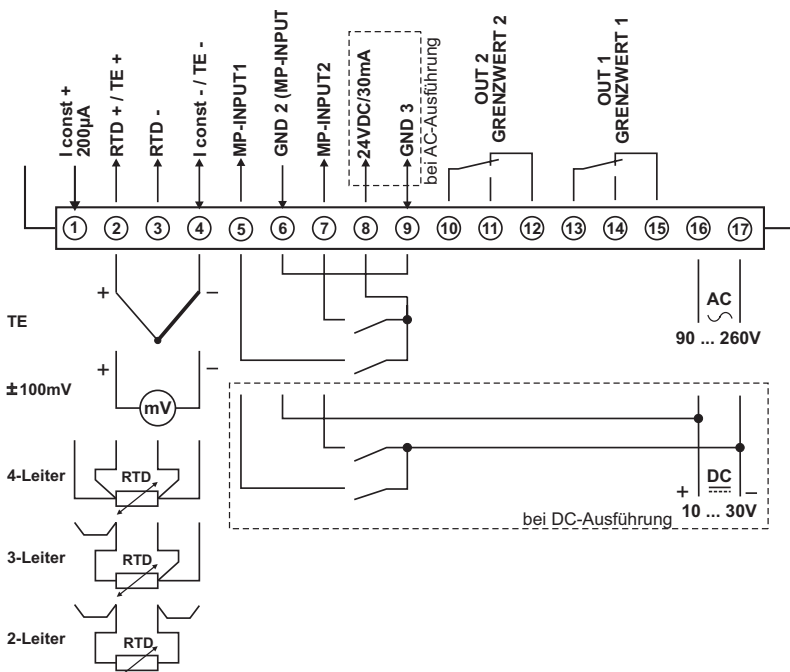 I const +
200µA
RTD + / TE +
RTD -
I const - / TE -
MP-INPUT1
GND 2 (MP-INPUT
MP-INPUT2
24VDC/30mA
GND 3
bei AC-Ausführung
OUT 2
GRENZWERT 2
OUT 1
GRENZWERT 1
1 2 3 4 5 6 7 8 9 10 11 12 13 14 15 16 17
+ −
TE
AC
90 ... 260V
+ −
±100mV
mV
4-Leiter
RTD
+ DC −
10 ... 30V
bei DC-Ausführung
3-Leiter
RTD
2-Leiter
RTD